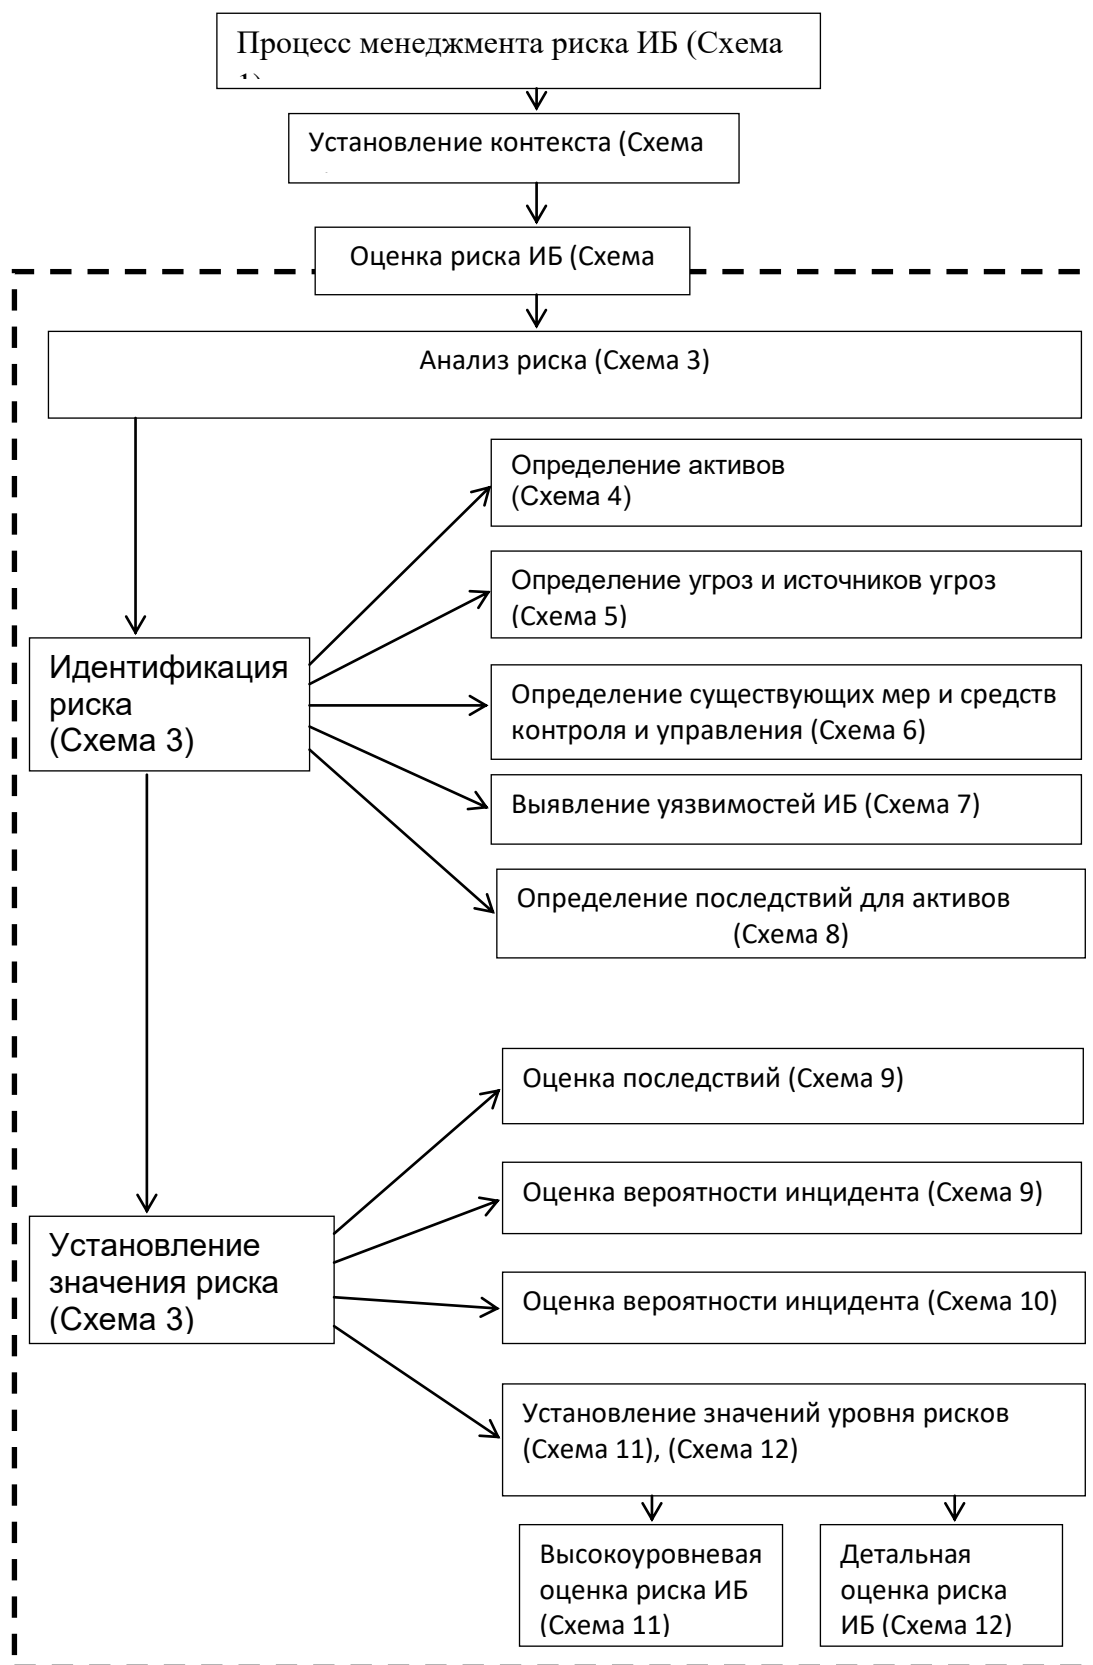 Процесс менеджмента риска ИБ (Схема
Установление контекста (Схема
Оценка риска ИБ (Схема
Анализ риска (Схема 3)
Определение активов
(Схема 4)
Определение угроз и источников угроз
(Схема 5)
Идентификация
риска
(Схема 3)
Определение существующих мер и средств
контроля и управления (Схема 6)
Выявление уязвимостей ИБ (Схема 7)
Определение последствий для активов
(Схема 8)
Оценка последствий (Схема 9)
Оценка вероятности инцидента (Схема 9)
Установление
значения риска
(Схема 3)
Оценка вероятности инцидента (Схема 10)
Установление значений уровня рисков
(Схема 11), (Схема 12)
Высокоуровневая
оценка риска ИБ
(Схема 11)
Детальная
оценка риска
ИБ (Схема 12)